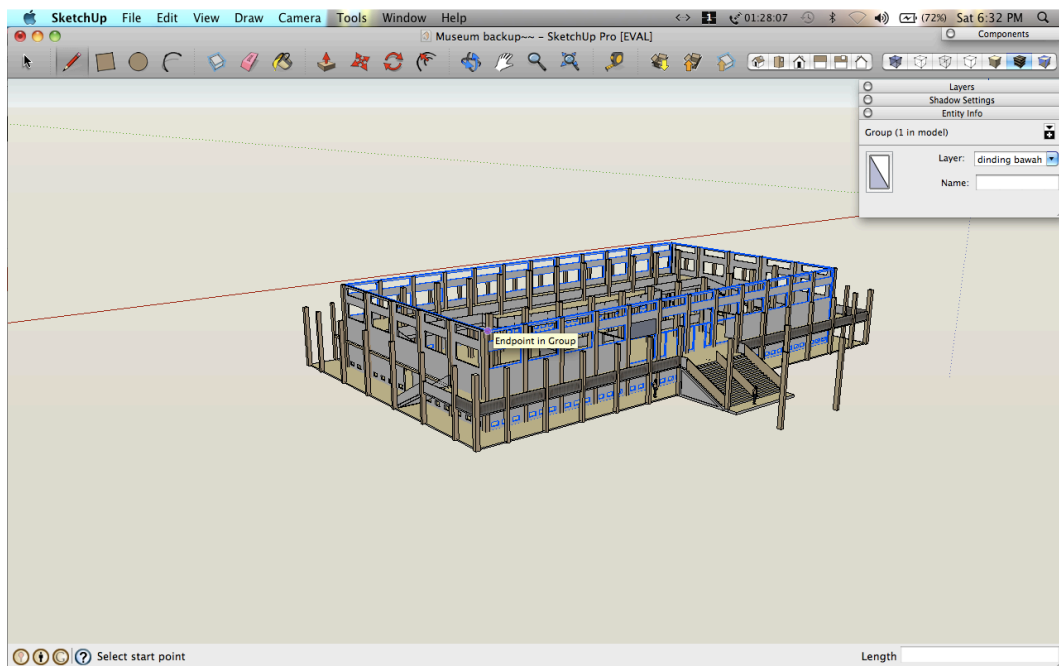 SketchUp File Edit View Draw Camera Tools Window Help <·> 1 01:28:07 (72%) Sat 6:32 PM
Museum backup~~ - SketchUp Pro [EVAL]
Components
Layers
Shadow Settings
Entity Info
Group (1 in model)
Layer: dinding bawah
Name:
Endpoint in Group
? Select start point
Length